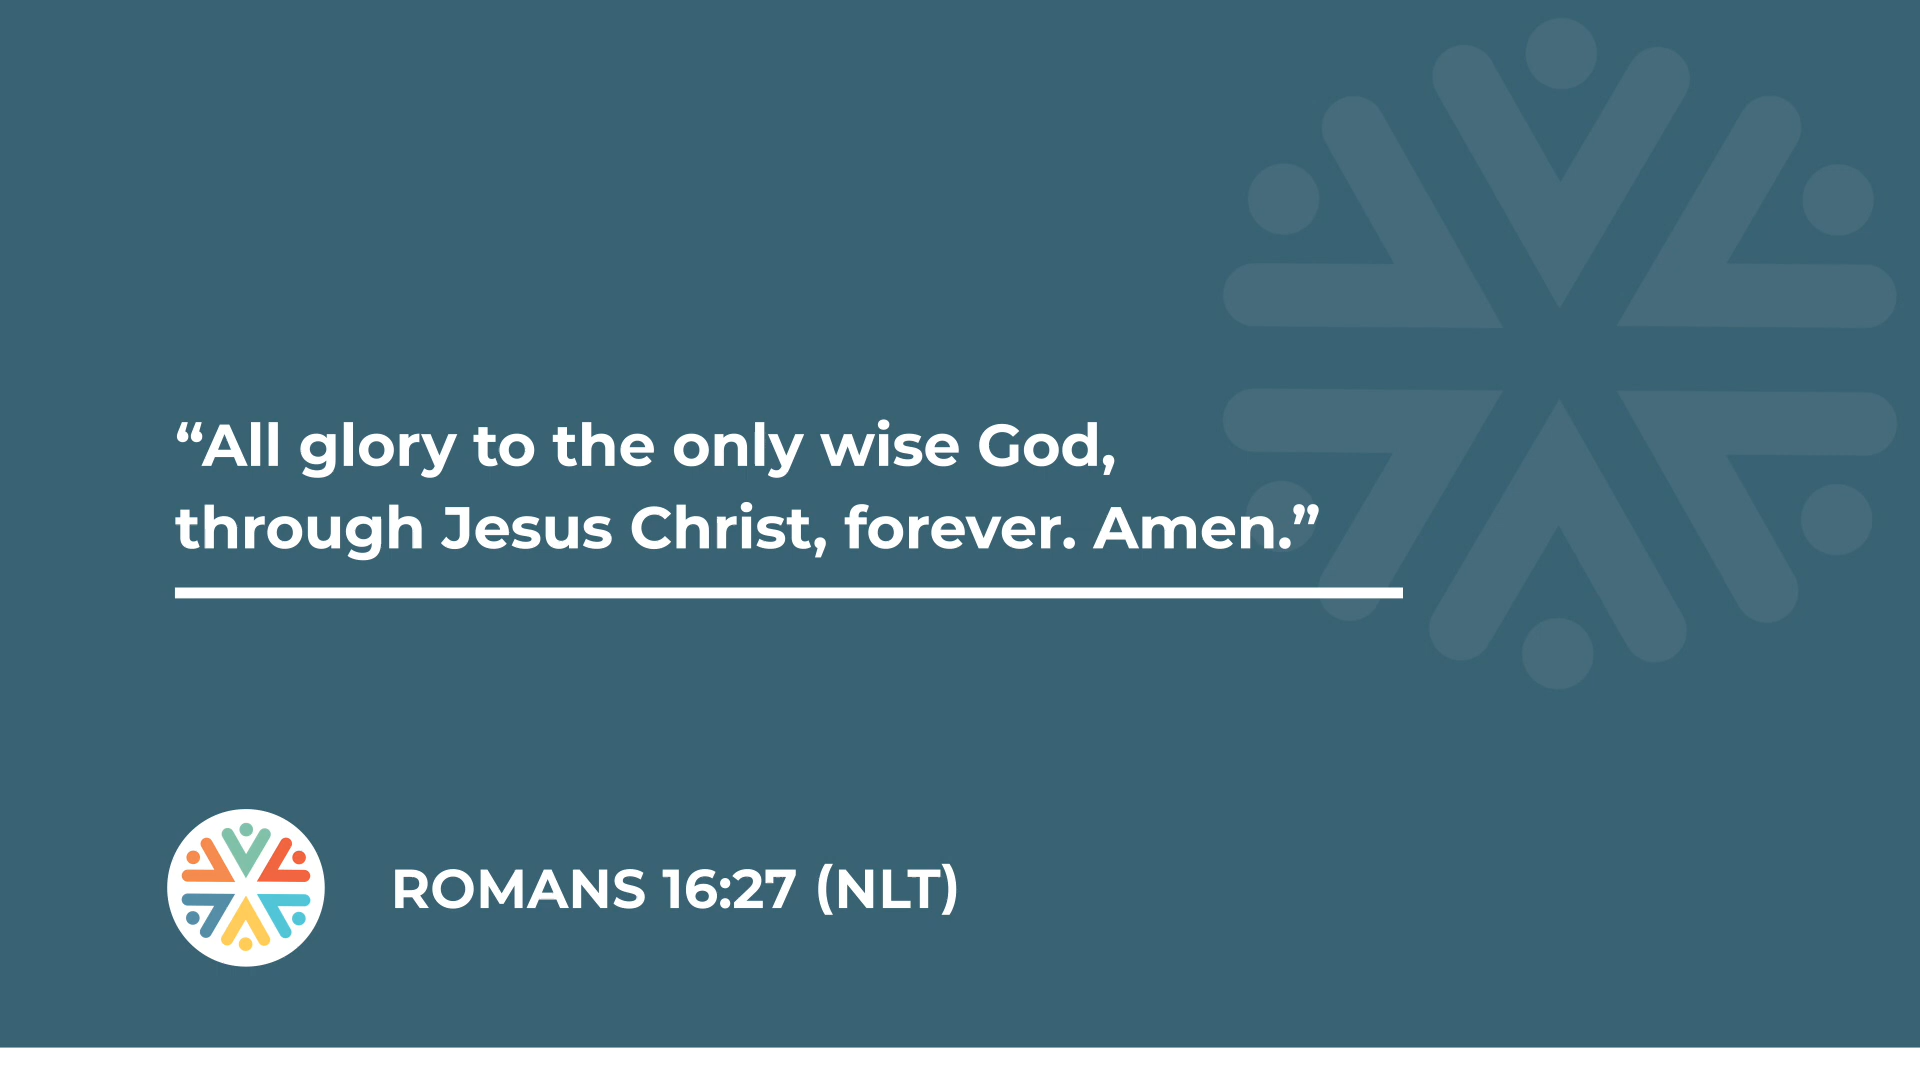 “All glory to the only wise God,
through Jesus Christ, forever. Amen.”
ROMANS 16:27 (NLT)